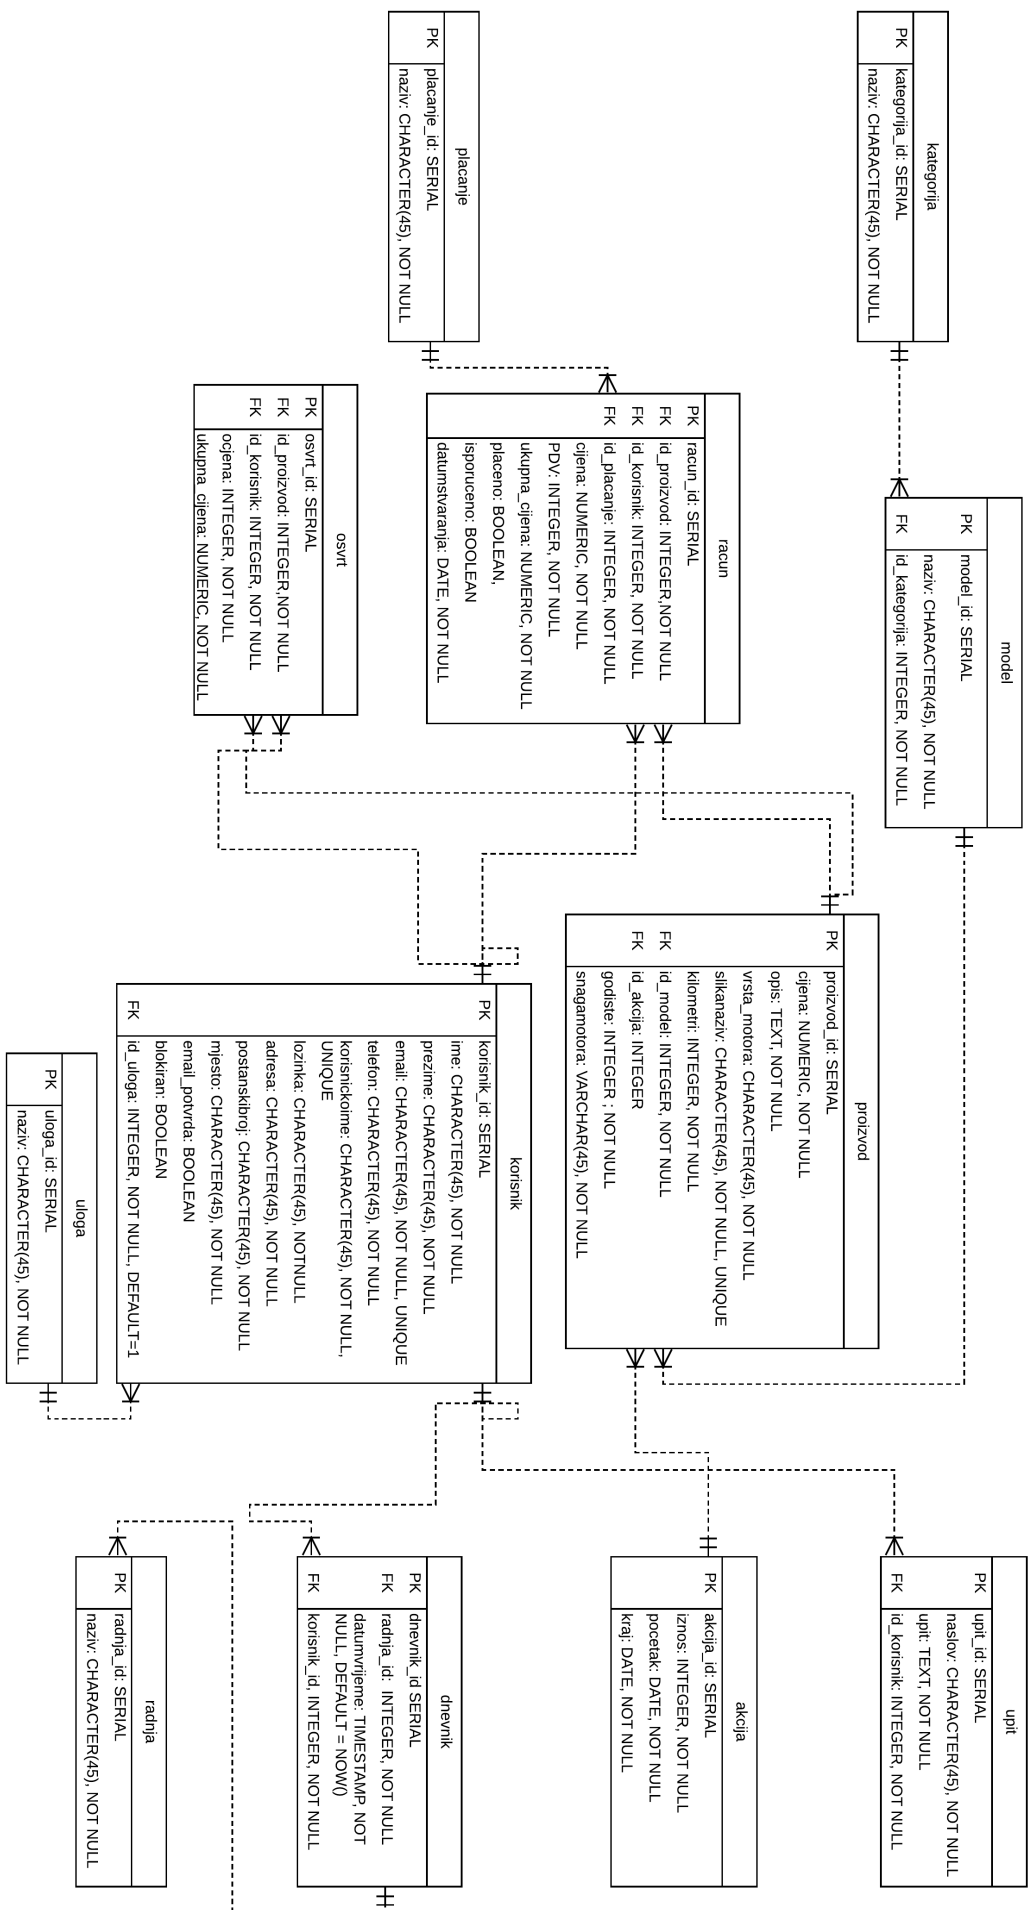 kategorija
PK kategorija_id: SERIAL
naziv: CHARACTER(45), NOT NULL
placanje
PK placanje_id: SERIAL
naziv: CHARACTER(45), NOT NULL
model
PK model_id: SERIAL
naziv: CHARACTER(45), NOT NULL
FK id_kategorija: INTEGER, NOT NULL
racun
PK racun_id: SERIAL
FK id_proizvod: INTEGER,NOT NULL
FK id_korisnik: INTEGER, NOT NULL
FK id_placanje: INTEGER, NOT NULL
cijena: NUMERIC, NOT NULL
PDV: INTEGER, NOT NULL
ukupna_cijena: NUMERIC, NOT NULL
placeno: BOOLEAN,
isporuceno: BOOLEAN
datumstvaranja: DATE, NOT NULL
osvrt
PK osvrt_id: SERIAL
FK id_proizvod: INTEGER,NOT NULL
FK id_korisnik: INTEGER, NOT NULL
ocjena: INTEGER, NOT NULL
ukupna_cijena: NUMERIC, NOT NULL
proizvod
PK proizvod_id: SERIAL
cijena: NUMERIC, NOT NULL
opis: TEXT, NOT NULL
vrsta_motora: CHARACTER(45), NOT NULL
slikanaziv: CHARACTER(45), NOT NULL, UNIQUE
kilometri: INTEGER, NOT NULL
FK id_model: INTEGER, NOT NULL
FK id_akcija: INTEGER
godiste: INTEGER ; NOT NULL
snagamotora: VARCHAR(45), NOT NULL
korisnik
PK korisnik_id: SERIAL
ime: CHARACTER(45), NOT NULL
prezime: CHARACTER(45), NOT NULL
email: CHARACTER(45), NOT NULL, UNIQUE
telefon: CHARACTER(45), NOT NULL
korisnickoime: CHARACTER(45), NOT NULL,
UNIQUE
lozinka: CHARACTER(45), NOTNULL
adresa: CHARACTER(45), NOT NULL
postanskibroj: CHARACTER(45), NOT NULL
mjesto: CHARACTER(45), NOT NULL
email_potvrda: BOOLEAN
blokiran: BOOLEAN
FK id_uloga: INTEGER, NOT NULL, DEFAULT=1
uloga
PK uloga_id: SERIAL
naziv: CHARACTER(45), NOT NULL
upit
PK upit_id: SERIAL
naslov: CHARACTER(45), NOT NULL
upit: TEXT, NOT NULL
FK id_korisnik: INTEGER, NOT NULL
akcija
PK akcija_id: SERIAL
iznos: INTEGER, NOT NULL
pocetak: DATE, NOT NULL
kraj: DATE, NOT NULL
dnevnik
PK dnevnik_id SERIAL
FK radnja_id: INTEGER, NOT NULL
datumvrijeme: TIMESTAMP, NOT
NULL, DEFAULT = NOW()
FK korisnik_id, INTEGER, NOT NULL
radnja
PK radnja_id: SERIAL
naziv: CHARACTER(45), NOT NULL